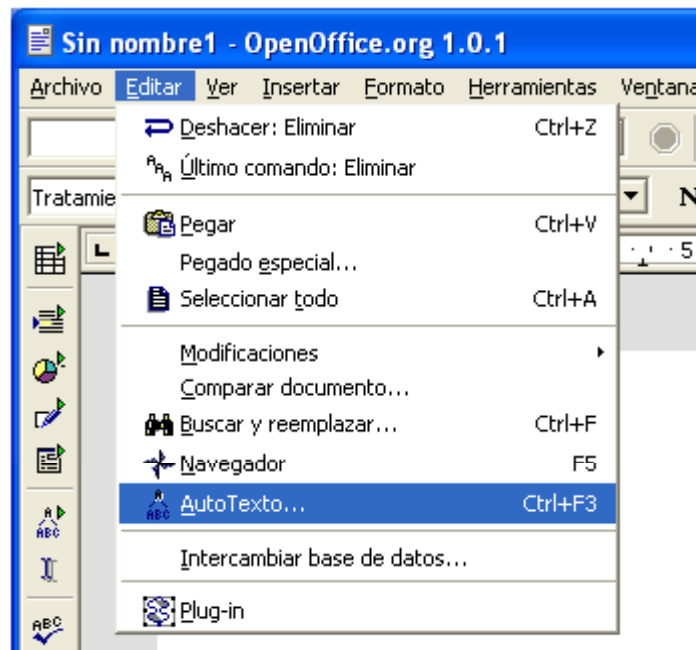 Sin nombre1 - OpenOffice.org 1.0.1
Archivo Editar Ver Insertar Formato Herramientas Ventana
Deshacer: Eliminar Ctrl+Z
Último comando: Eliminar
Tratamie N
Pegar Ctrl+V
Pegado especial... 5
Seleccionar todo Ctrl+A
Modificaciones
Comparar documento...
Buscar y reemplazar... Ctrl+F
Navegador F5
AutoTexto... Ctrl+F3
Intercambiar base de datos...
Plug-in